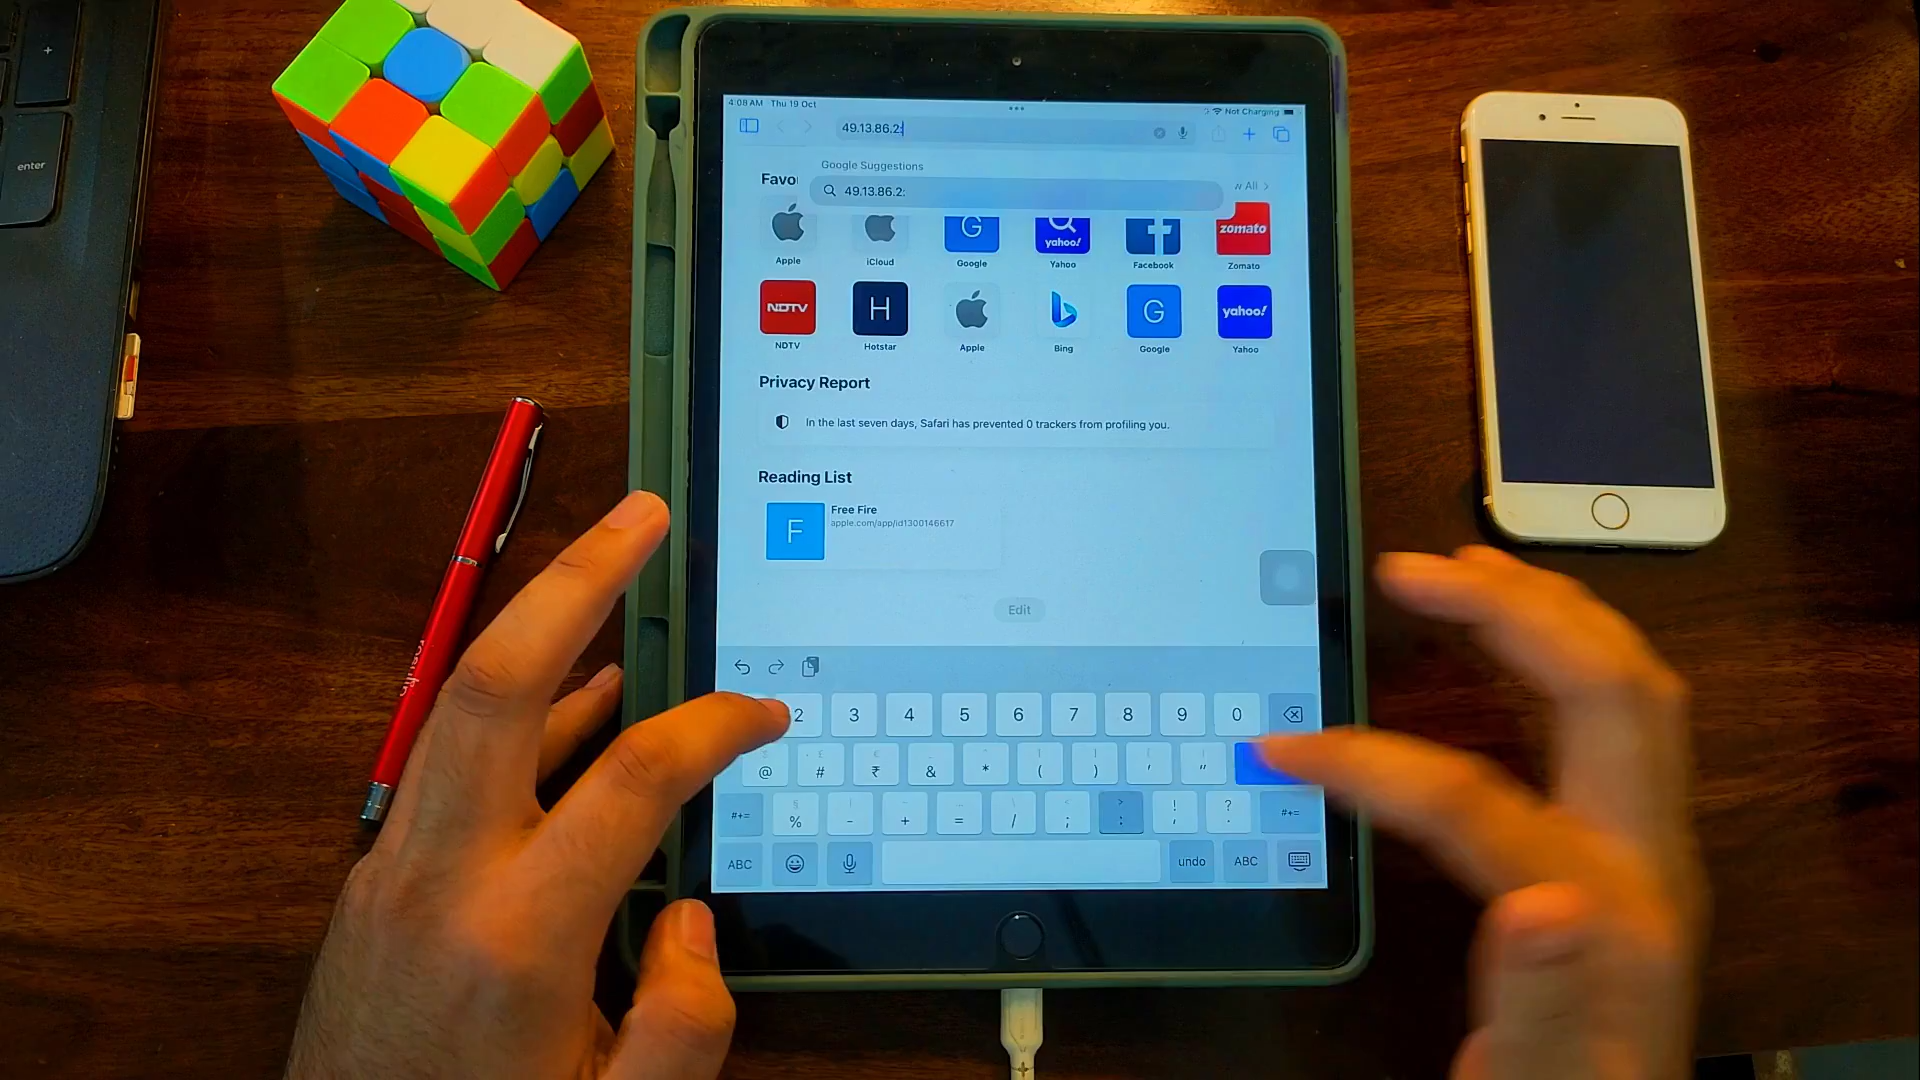 +
enter
4:08 AM Thu 19 Oct
Not Charging
49.13.86.2:
Google Suggestions
Favo
49.13.86.2:
w All >
G
yahoo!
zomato
Apple
iCloud
Google
Yahoo
Facebook
Zomato
NDTV
H
G
yahoo!
NDTV
Hotstar
Apple
Bing
Google
Yahoo
Privacy Report
In the last seven days, Safari has prevented 0 trackers from profiling you.
Reading List
F
Free Fire
apple.com/app/id1300146617
Edit
2 3 4 5 6 7 8 9 0
@ # ₹ & * ( ) ' "
#+= % - + = / ; : ! , ? . #+=
ABC undo ABC